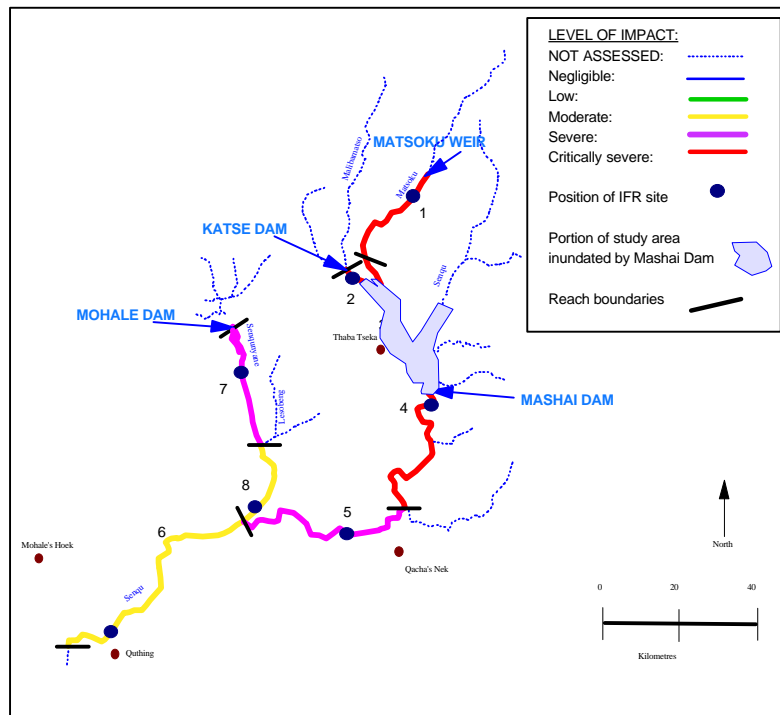 LEVEL OF IMPACT:
NOT ASSESSED:
Negligible:
Low:
Moderate:
Severe:
Critically severe:
Position of IFR site
Portion of study area
inundated by Mashai Dam
Reach boundaries
Malibamatso
MATSOKU WEIR
Matsoku
1
KATSE DAM
2
Senqu
MOHALE DAM
Senqunyane
Thaba Tseka
7
Lesobeng
4
MASHAI DAM
8
5
6
Mohale's Hoek
Qacha's Nek
North
Senqu
Quthing
0
20
40
Kilometres